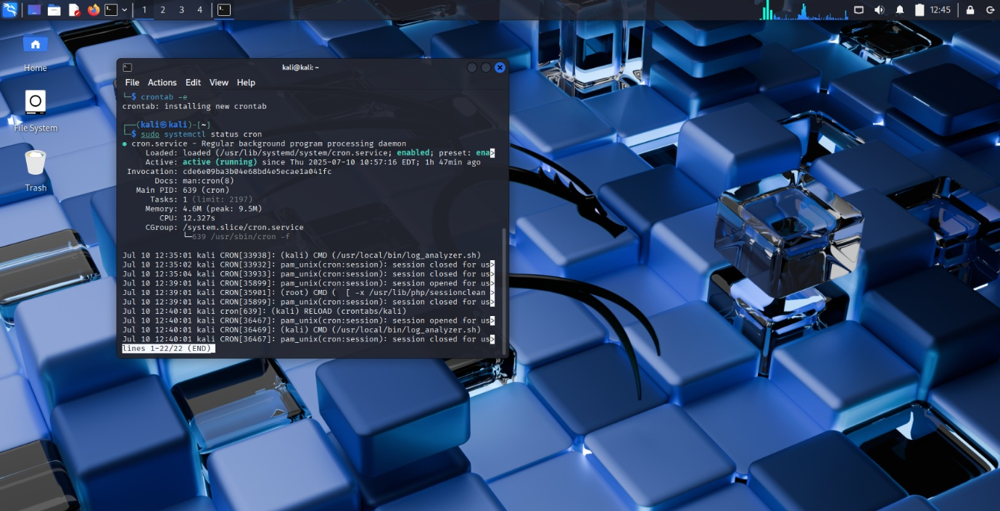 1 2 3 4
12:45
Home
File System
Trash
kali@kali: ~
File Actions Edit View Help
└─$ crontab -e
crontab: installing new crontab
┌──(kali㉿kali)-[~]
└─$ sudo systemctl status cron
● cron.service - Regular background program processing daemon
Loaded: loaded (/usr/lib/systemd/system/cron.service; enabled; preset: ena>
Active: active (running) since Thu 2025-07-10 10:57:16 EDT; 1h 47min ago
Invocation: cde6e09ba3b04e68bd4e5ecae1a041fc
Docs: man:cron(8)
Main PID: 639 (cron)
Tasks: 1 (limit: 2197)
Memory: 4.6M (peak: 9.5M)
CPU: 12.327s
CGroup: /system.slice/cron.service
└─639 /usr/sbin/cron -f
Jul 10 12:35:01 kali CRON[33938]: (kali) CMD (/usr/local/bin/log_analyzer.sh)
Jul 10 12:35:02 kali CRON[33932]: pam_unix(cron:session): session closed for us>
Jul 10 12:35:04 kali CRON[33933]: pam_unix(cron:session): session closed for us>
Jul 10 12:39:01 kali CRON[35899]: pam_unix(cron:session): session opened for us>
Jul 10 12:39:01 kali CRON[35901]: (root) CMD (  [ -x /usr/lib/php/sessionclean >
Jul 10 12:39:01 kali CRON[35899]: pam_unix(cron:session): session closed for us>
Jul 10 12:40:01 kali cron[639]: (kali) RELOAD (crontabs/kali)
Jul 10 12:40:01 kali CRON[36467]: pam_unix(cron:session): session opened for us>
Jul 10 12:40:01 kali CRON[36469]: (kali) CMD (/usr/local/bin/log_analyzer.sh)
Jul 10 12:40:01 kali CRON[36467]: pam_unix(cron:session): session closed for us>
lines 1-22/22 (END)